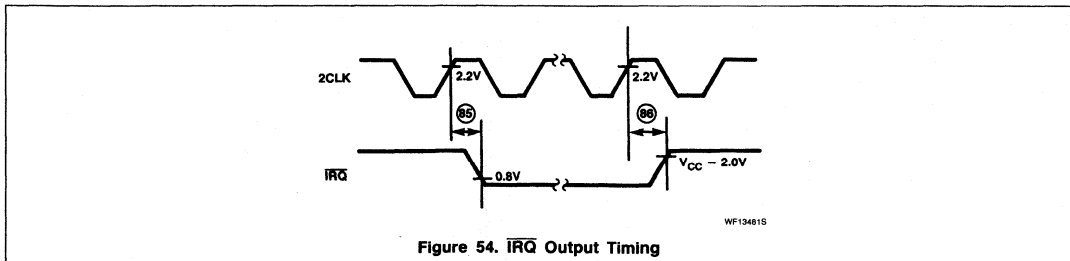 2CLK
2.2V
2.2V
85
86
IRQ
0.8V
VCC − 2.0V
WF13481S
Figure 54. IRQ Output Timing